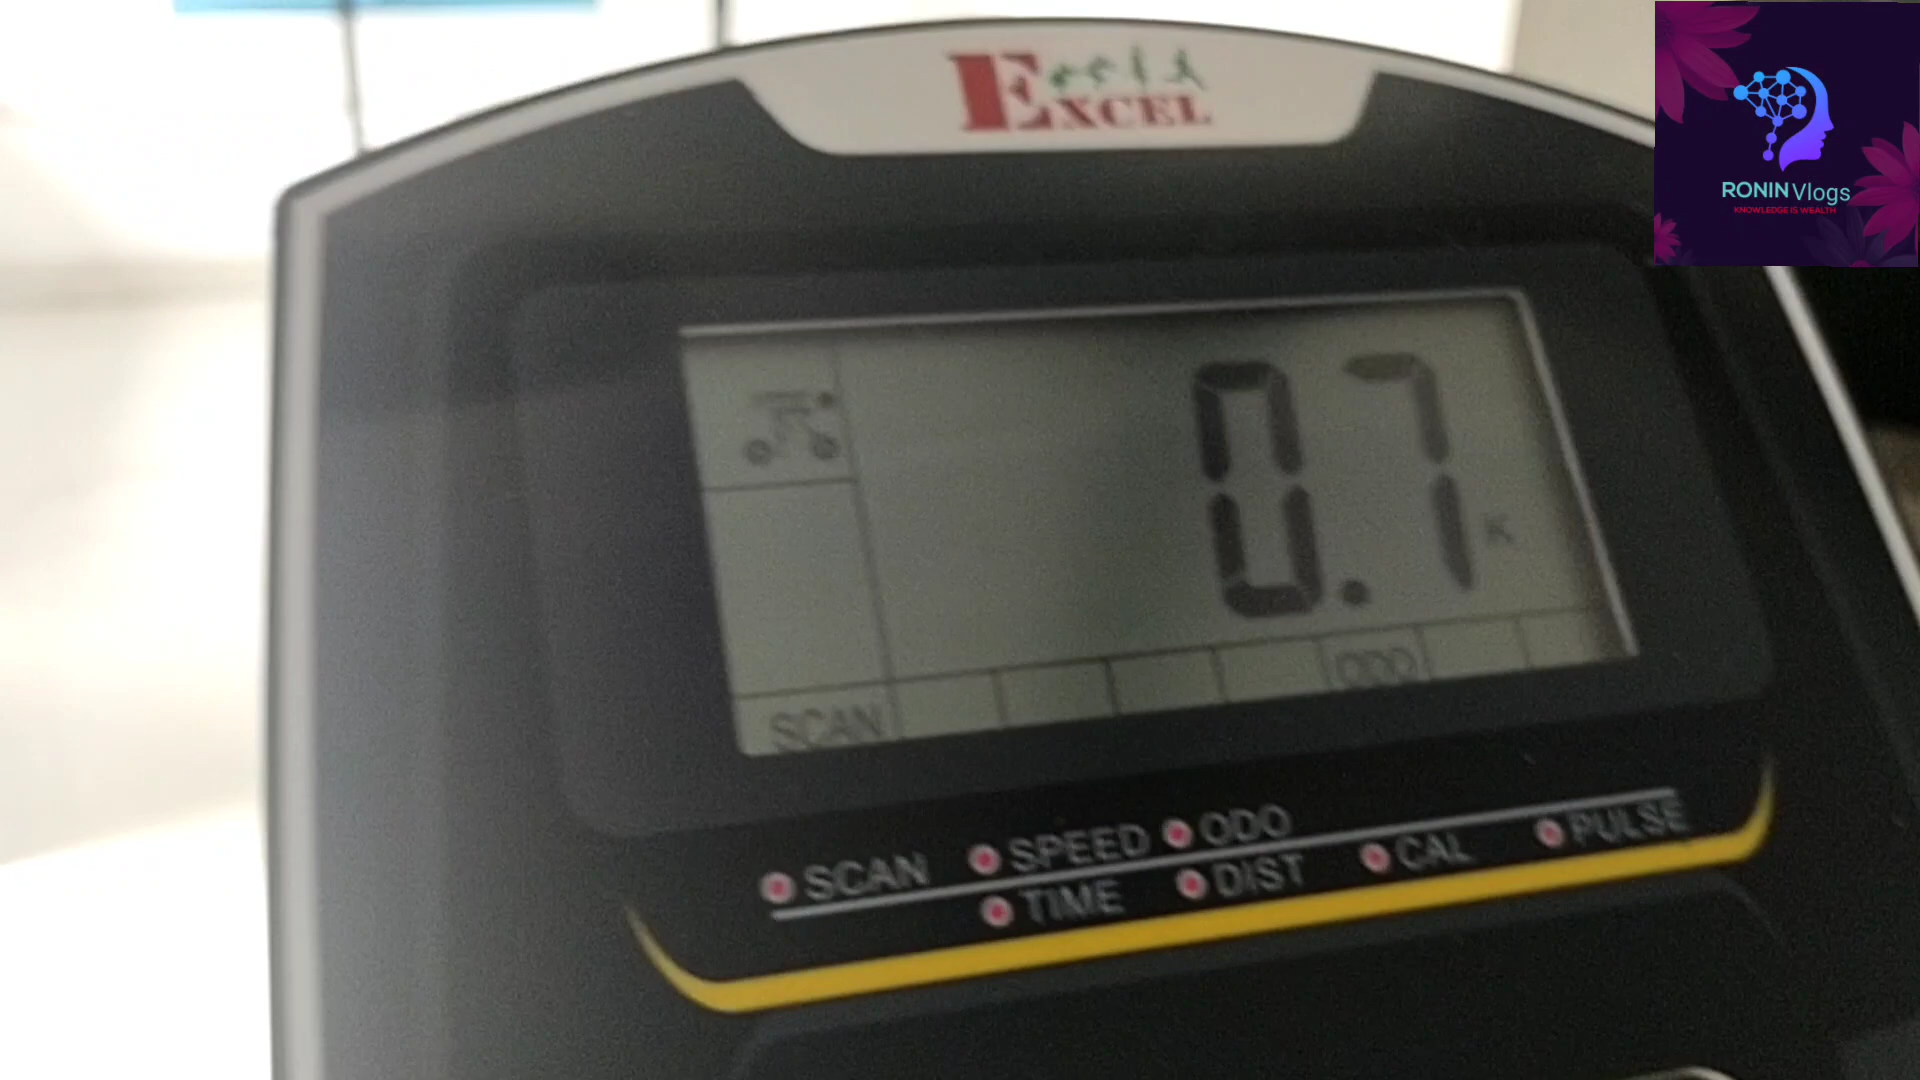 EXCEL
RONIN Vlogs
KNOWLEDGE IS WEALTH
0.7 K
ODO
SCAN
SCAN SPEED ODO
TIME DIST CAL PULSE